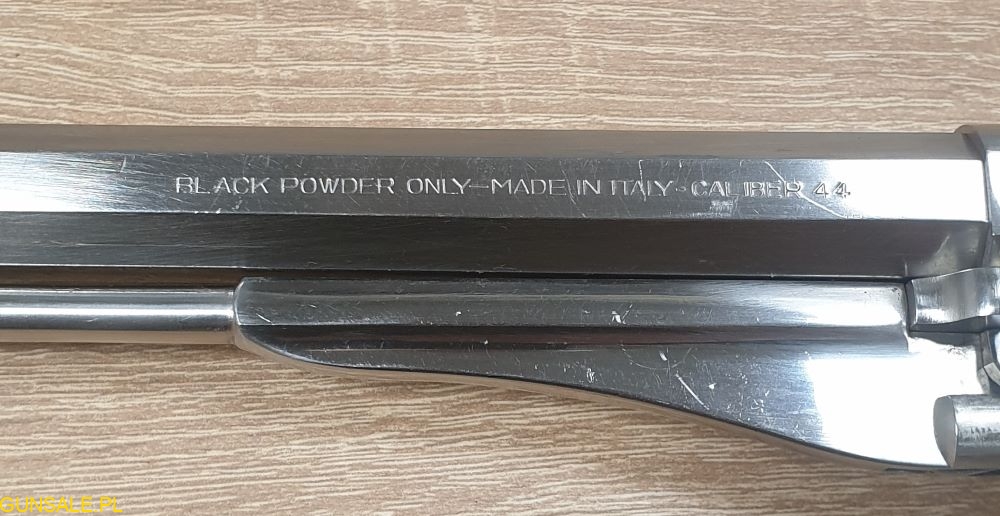 BLACK POWDER ONLY—MADE IN ITALY-CALIBER 44
GUNSALE.PL